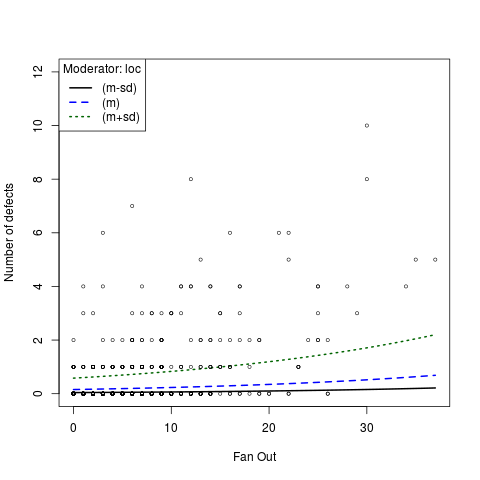 Moderator: loc
(m-sd)
(m)
(m+sd)
Number of defects
12
10
8
6
4
2
0
0 10 20 30
Fan Out